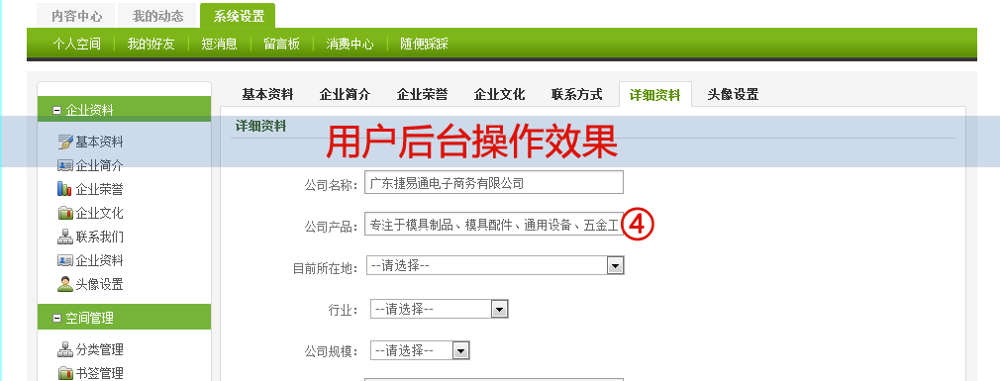 内容中心 我的动态 系统设置
个人空间 我的好友 短消息 留言板 消费中心 随便踩踩
基本资料 企业简介 企业荣誉 企业文化 联系方式 详细资料 头像设置
企业资料
详细资料
用户后台操作效果
基本资料
企业简介
公司名称： 广东捷易通电子商务有限公司
企业荣誉
企业文化
公司产品： 专注于模具制品、模具配件、通用设备、五金工 ④
联系我们
企业资料
目前所在地： --请选择--
头像设置
行业： --请选择--
空间管理
分类管理
公司规模： --请选择--
书签管理